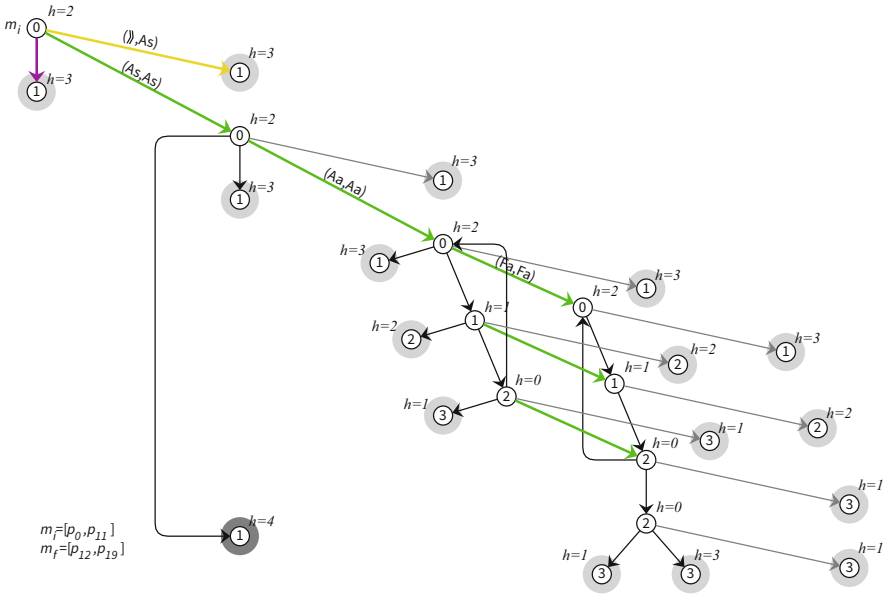 h=2
m_i 0
(⟫,As)
h=3
1
h=3
1
(As,As)
h=2
0
h=3
1
h=3
1
(Aa,Aa)
h=2
0
h=3
1
(Fa,Fa)
h=3
1
h=2
0
h=1
1
h=2
2
h=2
2
h=3
1
h=1
1
h=0
2
h=1
3
h=1
3
h=2
2
h=0
2
h=1
3
h=4
1
h=0
2
m_i=[p_0,p_11]
m_f=[p_12,p_19]
h=1
3
h=3
3
h=1
3